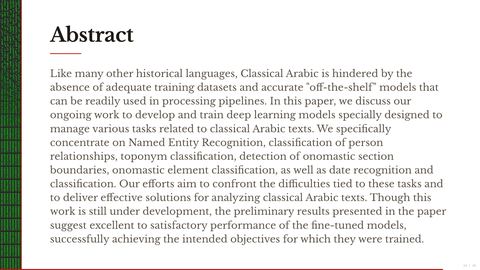 Abstract
Like many other historical languages, Classical Arabic is hindered by the
absence of adequate training datasets and accurate "off-the-shelf" models that
can be readily used in processing pipelines. In this paper, we discuss our
ongoing work to develop and train deep learning models specially designed to
manage various tasks related to classical Arabic texts. We specifically
concentrate on Named Entity Recognition, classification of person
relationships, toponym classification, detection of onomastic section
boundaries, onomastic element classification, as well as date recognition and
classification. Our efforts aim to confront the difficulties tied to these tasks and
to deliver effective solutions for analyzing classical Arabic texts. Though this
work is still under development, the preliminary results presented in the paper
suggest excellent to satisfactory performance of the fine-tuned models,
successfully achieving the intended objectives for which they were trained.